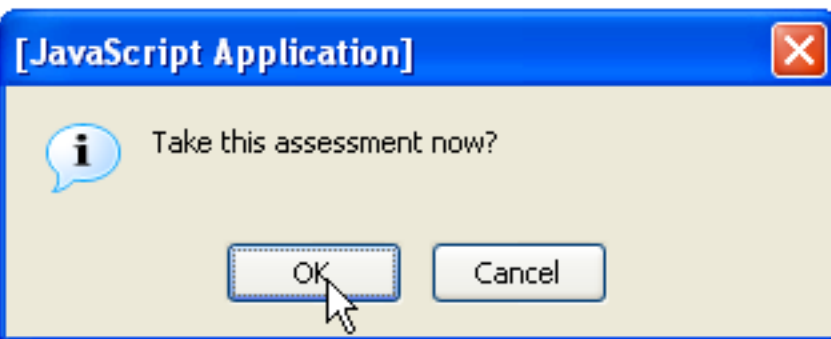 [JavaScript Application]
Take this assessment now?
OK Cancel